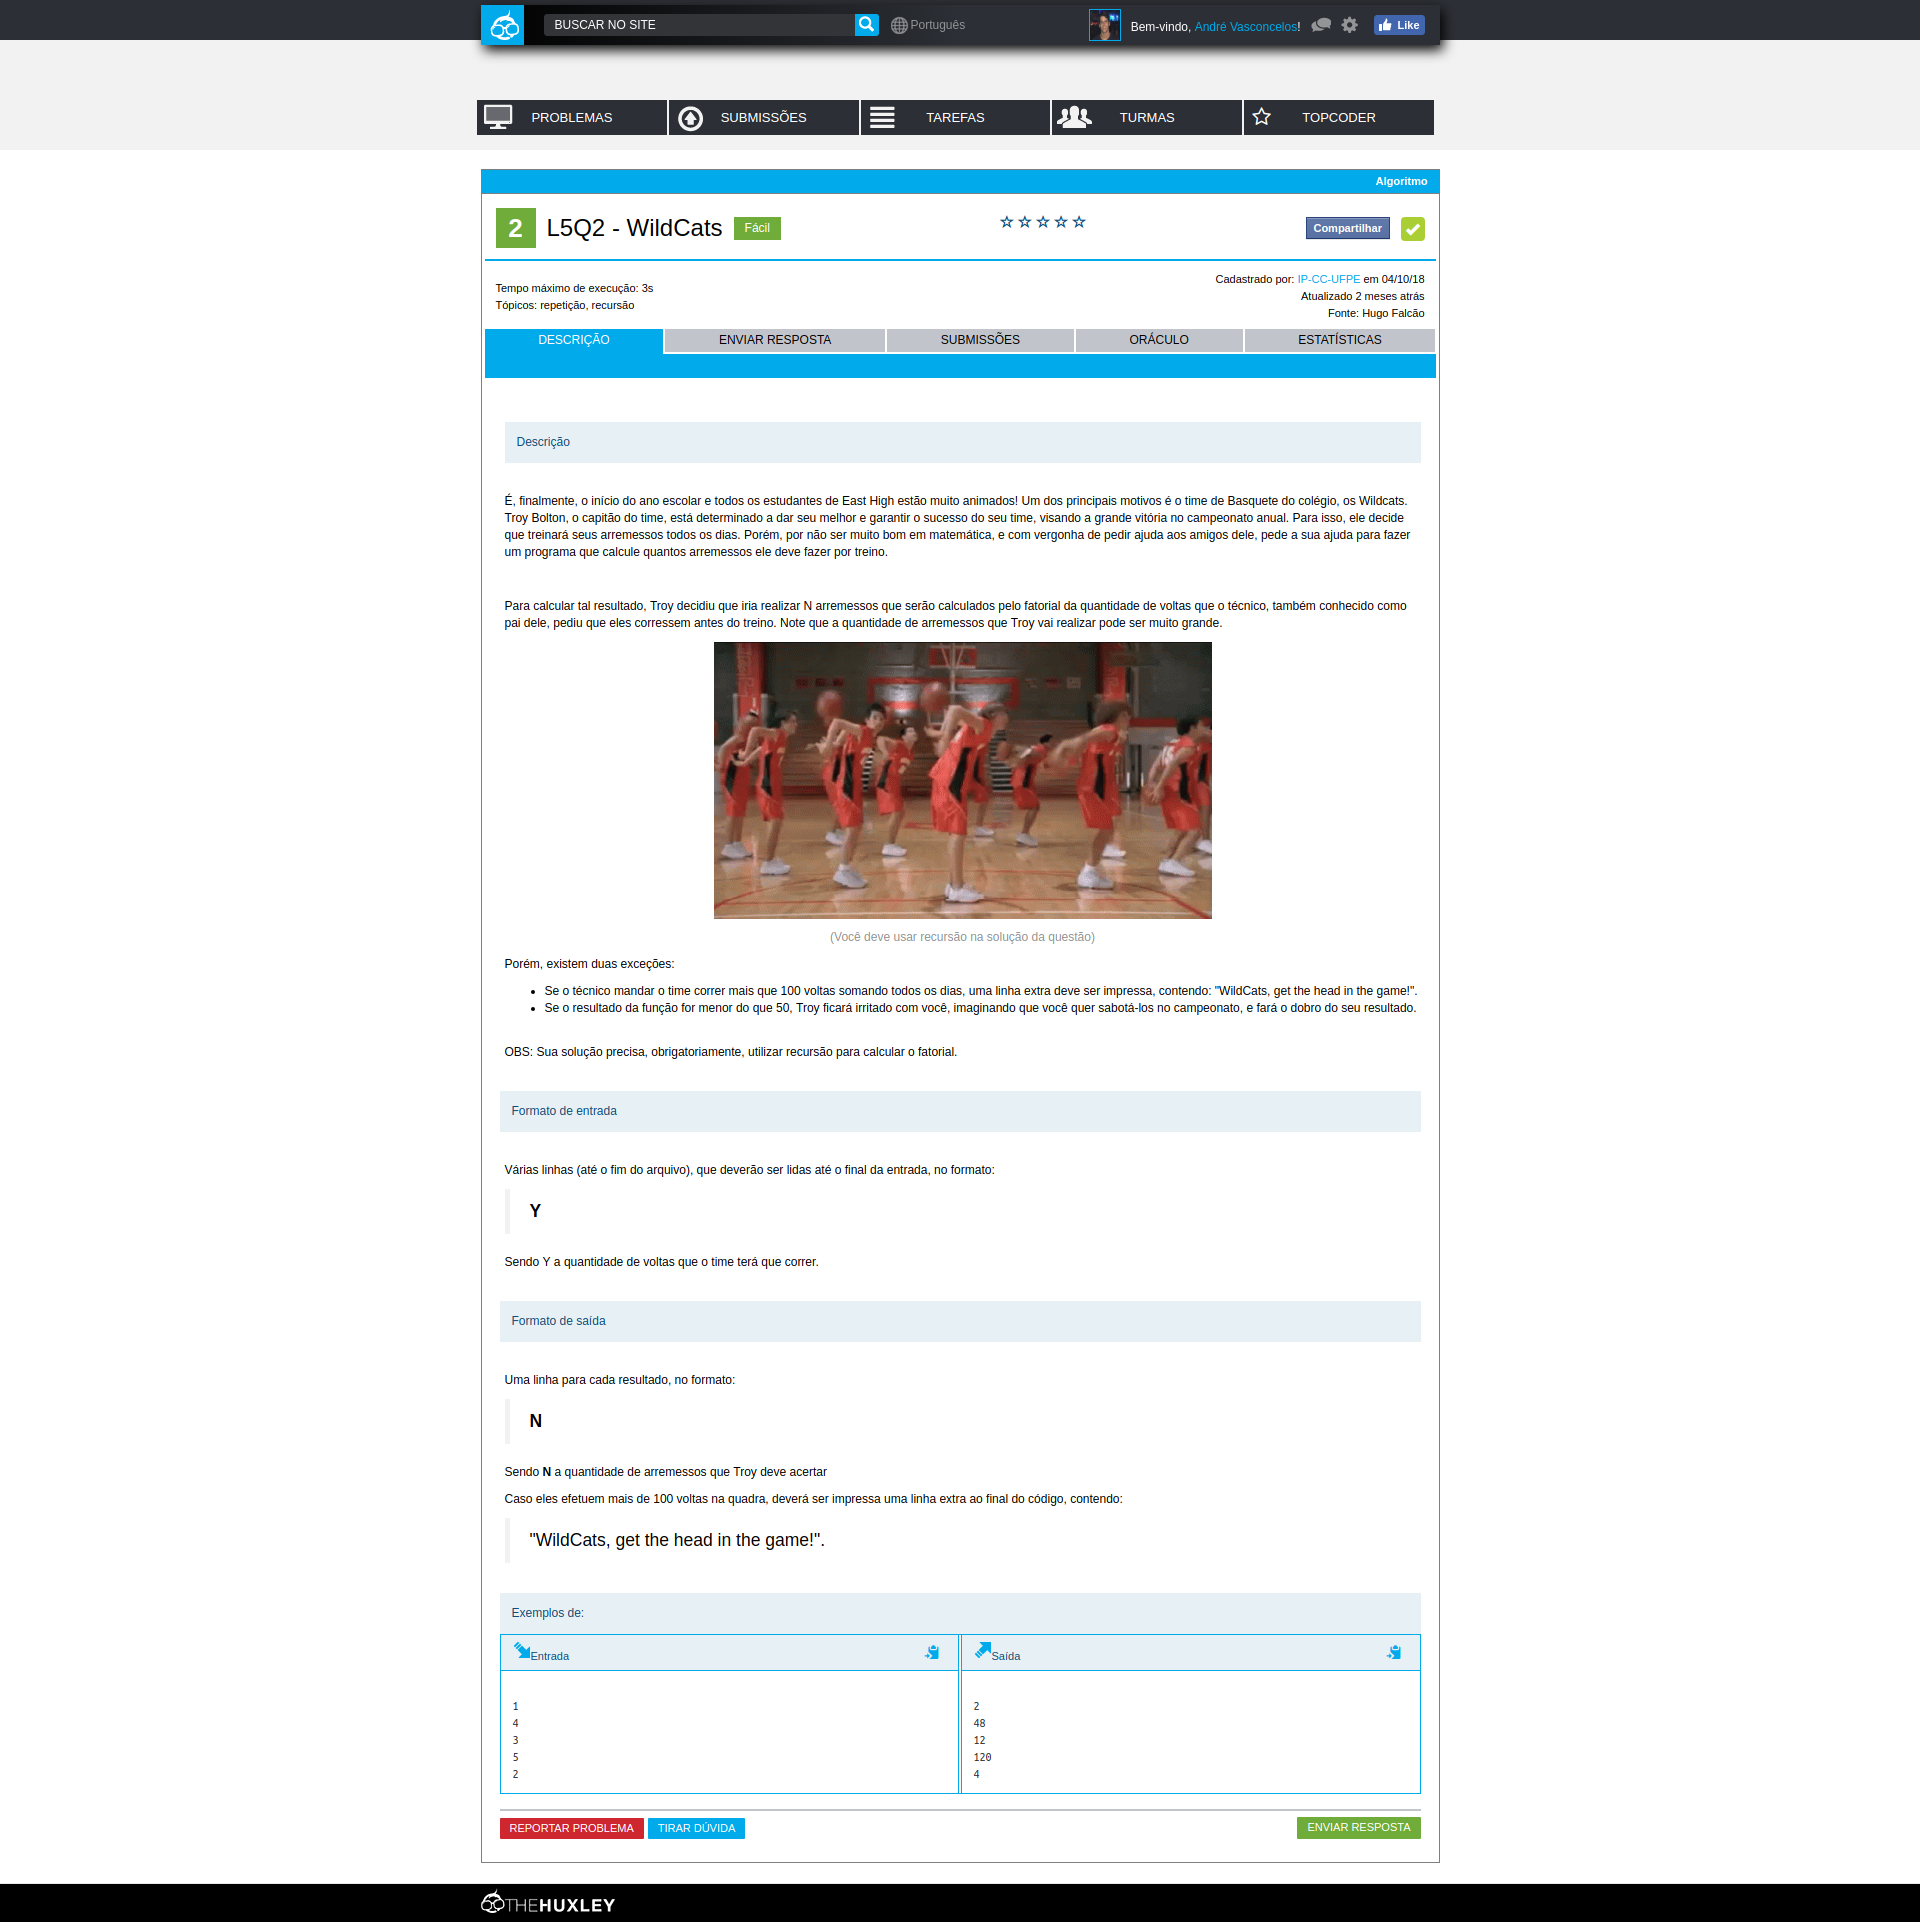 BUSCAR NO SITE
Português
Bem-vindo, André Vasconcelos!
Like
PROBLEMAS
SUBMISSÕES
TAREFAS
TURMAS
TOPCODER
Algoritmo
2
L5Q2 - WildCats
Fácil
Compartilhar
Tempo máximo de execução: 3s
Tópicos: repetição, recursão
Cadastrado por: IP-CC-UFPE em 04/10/18
Atualizado 2 meses atrás
Fonte: Hugo Falcão
DESCRIÇÃO
ENVIAR RESPOSTA
SUBMISSÕES
ORÁCULO
ESTATÍSTICAS
Descrição
É, finalmente, o início do ano escolar e todos os estudantes de East High estão muito animados! Um dos principais motivos é o time de Basquete do colégio, os Wildcats.
Troy Bolton, o capitão do time, está determinado a dar seu melhor e garantir o sucesso do seu time, visando a grande vitória no campeonato anual. Para isso, ele decide
que treinará seus arremessos todos os dias. Porém, por não ser muito bom em matemática, e com vergonha de pedir ajuda aos amigos dele, pede a sua ajuda para fazer
um programa que calcule quantos arremessos ele deve fazer por treino.
Para calcular tal resultado, Troy decidiu que iria realizar N arremessos que serão calculados pelo fatorial da quantidade de voltas que o técnico, também conhecido como
pai dele, pediu que eles corressem antes do treino. Note que a quantidade de arremessos que Troy vai realizar pode ser muito grande.
(Você deve usar recursão na solução da questão)
Porém, existem duas exceções:
• Se o técnico mandar o time correr mais que 100 voltas somando todos os dias, uma linha extra deve ser impressa, contendo: "WildCats, get the head in the game!".
• Se o resultado da função for menor do que 50, Troy ficará irritado com você, imaginando que você quer sabotá-los no campeonato, e fará o dobro do seu resultado.
OBS: Sua solução precisa, obrigatoriamente, utilizar recursão para calcular o fatorial.
Formato de entrada
Várias linhas (até o fim do arquivo), que deverão ser lidas até o final da entrada, no formato:
Y
Sendo Y a quantidade de voltas que o time terá que correr.
Formato de saída
Uma linha para cada resultado, no formato:
N
Sendo N a quantidade de arremessos que Troy deve acertar
Caso eles efetuem mais de 100 voltas na quadra, deverá ser impressa uma linha extra ao final do código, contendo:
"WildCats, get the head in the game!".
Exemplos de:
Entrada
1
4
3
5
2
Saída
2
48
12
120
4
REPORTAR PROBLEMA
TIRAR DÚVIDA
ENVIAR RESPOSTA
THEHUXLEY